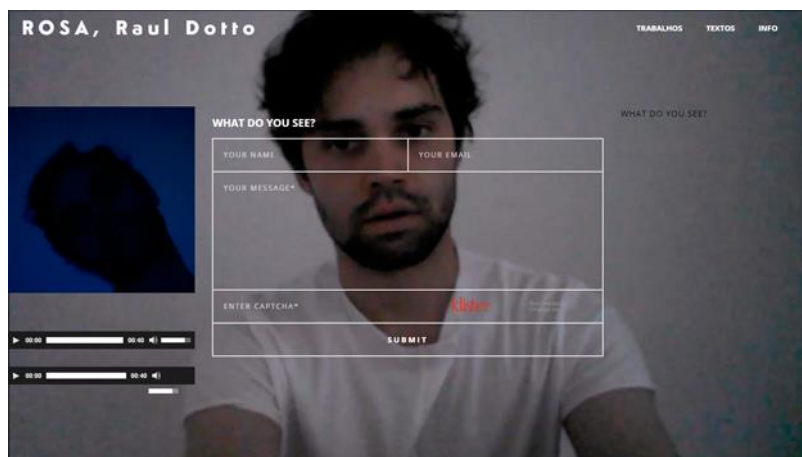 ROSA, Raul Dotto
TRABALHOS TEXTOS INFO
WHAT DO YOU SEE?
WHAT DO YOU SEE?
YOUR NAME YOUR EMAIL
YOUR MESSAGE*
ENTER CAPTCHA*
SUBMIT
00:00 00:40
00:00 00:40